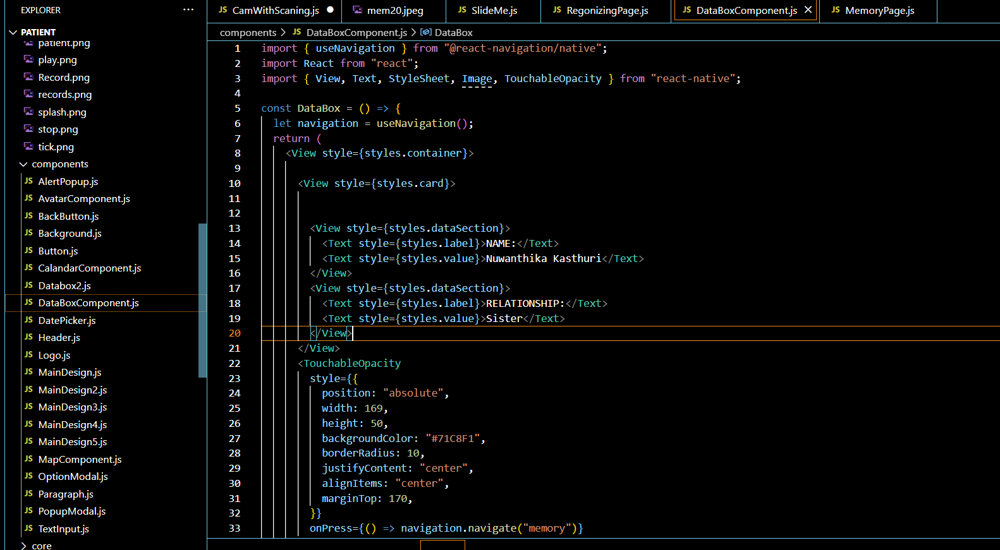 EXPLORER ···
PATIENT
patient.png
play.png
Record.png
records.png
splash.png
stop.png
tick.png
components
JS AlertPopup.js
JS AvatarComponent.js
JS BackButton.js
JS Background.js
JS Button.js
JS CalandarComponent.js
JS Databox2.js
JS DataBoxComponent.js
JS DatePicker.js
JS Header.js
JS Logo.js
JS MainDesign.js
JS MainDesign2.js
JS MainDesign3.js
JS MainDesign4.js
JS MainDesign5.js
JS MapComponent.js
JS OptionModal.js
JS Paragraph.js
JS PopupModal.js
JS TextInput.js
core
JS CamWithScaning.js ● mem20.jpeg JS SlideMe.js JS RegonizingPage.js JS DataBoxComponent.js × JS MemoryPage.js
components > JS DataBoxComponent.js > DataBox
1 import { useNavigation } from "@react-navigation/native";
2 import React from "react";
3 import { View, Text, StyleSheet, Image, TouchableOpacity } from "react-native";
4
5 const DataBox = () => {
6 let navigation = useNavigation();
7 return (
8 <View style={styles.container}>
9
10 <View style={styles.card}>
11
12
13 <View style={styles.dataSection}>
14 <Text style={styles.label}>NAME:</Text>
15 <Text style={styles.value}>Nuwanthika Kasthuri</Text>
16 </View>
17 <View style={styles.dataSection}>
18 <Text style={styles.label}>RELATIONSHIP:</Text>
19 <Text style={styles.value}>Sister</Text>
20 </View>
21 </View>
22 <TouchableOpacity
23 style={{
24 position: "absolute",
25 width: 169,
26 height: 50,
27 backgroundColor: "#71C8F1",
28 borderRadius: 10,
29 justifyContent: "center",
30 alignItems: "center",
31 marginTop: 170,
32 }}
33 onPress={() => navigation.navigate("memory")}